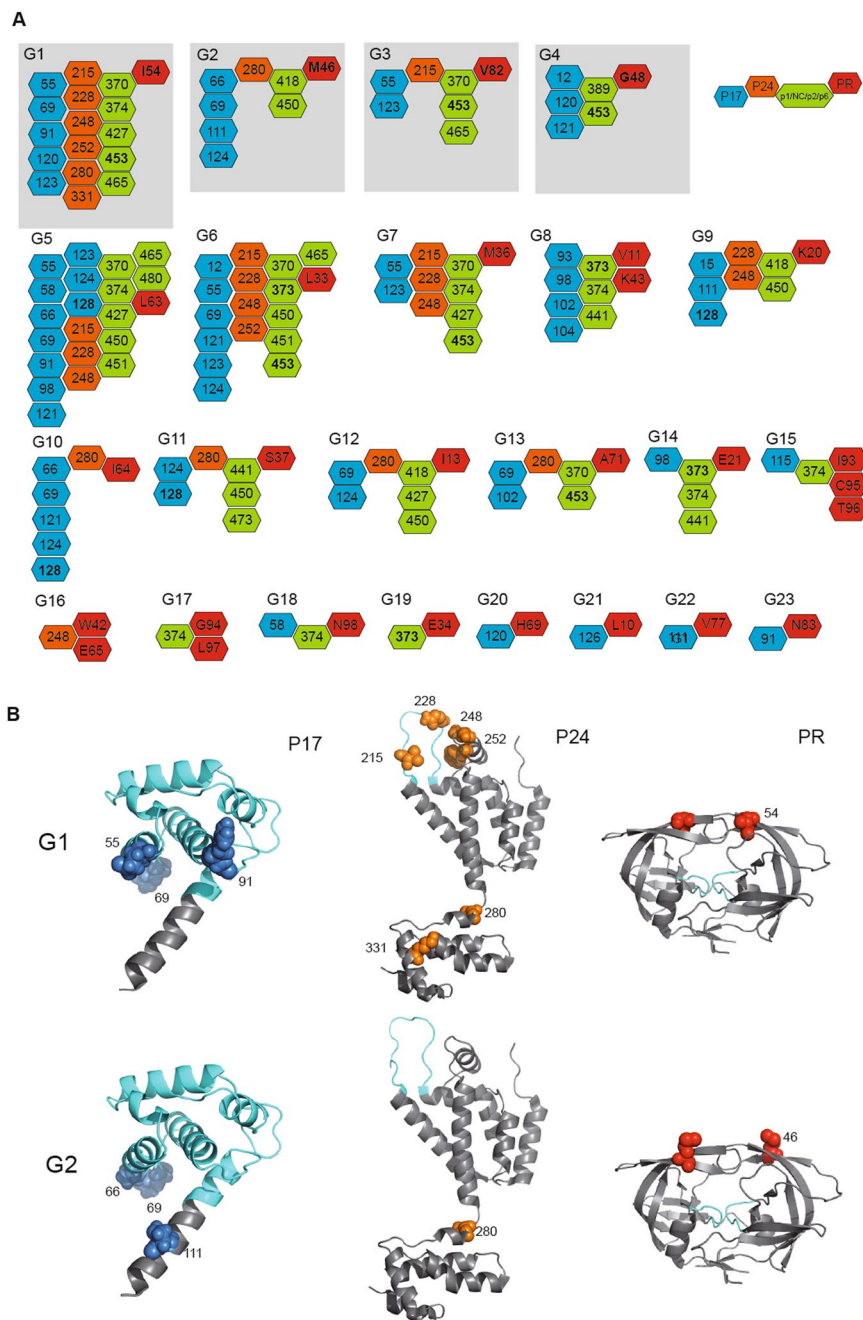 A
G1
55
69
91
120
123
215
228
248
252
280
331
370
374
427
453
465
I54
G2
66
69
111
124
280
418
450
M46
G3
55
123
215
370
453
465
V82
G4
12
120
121
389
453
G48
P17
P24
p1/NC/p2/p6
PR
G5
55
58
66
69
91
98
121
123
124
128
215
228
248
370
374
427
450
451
465
480
L63
G6
12
55
69
121
123
124
215
228
248
252
370
373
374
450
451
453
465
L33
G7
55
123
215
228
248
370
374
427
453
M36
G8
93
98
102
104
373
374
441
V11
K43
G9
15
111
128
228
248
418
450
K20
G10
66
69
121
124
128
280
I64
G11
124
128
280
441
450
473
S37
G12
69
124
280
418
427
450
I13
G13
69
102
280
370
453
A71
G14
98
373
374
441
E21
G15
115
374
I93
C95
T96
G16
248
W42
E65
G17
374
G94
L97
G18
58
374
N98
G19
373
E34
G20
120
H69
G21
126
L10
G22
V77
G23
91
N83
B
P17
P24
PR
G1
55
69
91
228
248
252
215
280
331
54
G2
66
69
111
280
46